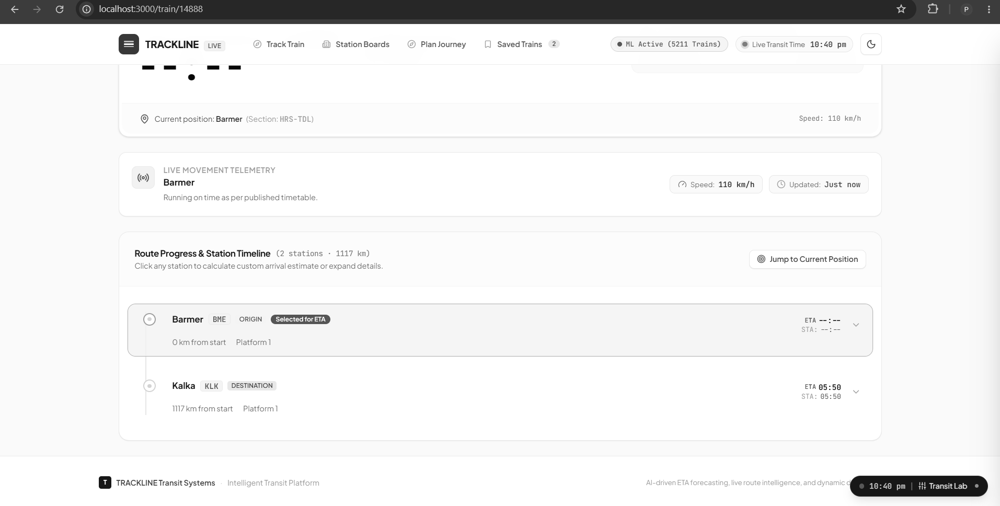 localhost:3000/train/14888
P
TRACKLINE LIVE Track Train Station Boards Plan Journey Saved Trains 2 ML Active (5211 Trains) Live Transit Time 10:40 pm
--:--
Current position: Barmer (Section: HRS-TDL) Speed: 110 km/h
LIVE MOVEMENT TELEMETRY
Barmer
Running on time as per published timetable.
Speed: 110 km/h Updated: Just now
Route Progress & Station Timeline (2 stations · 1117 km)
Click any station to calculate custom arrival estimate or expand details.
Jump to Current Position
Barmer BME ORIGIN Selected for ETA ETA --:--
STA: --:--
0 km from start Platform 1
Kalka KLK DESTINATION ETA 05:50
STA: 05:50
1117 km from start Platform 1
T TRACKLINE Transit Systems · Intelligent Transit Platform AI-driven ETA forecasting, live route intelligence, and dynamic d
10:40 pm | Transit Lab